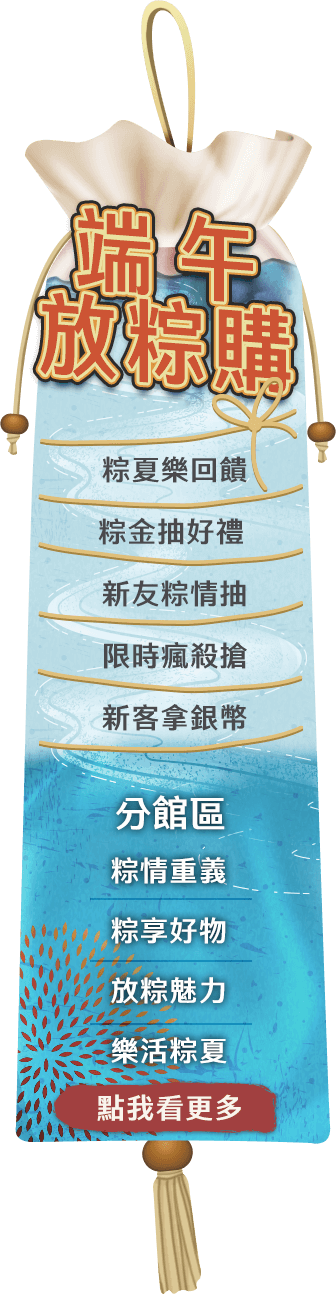 端午
放粽購
粽夏樂回饋
粽金抽好禮
新友粽情抽
限時瘋殺搶
新客拿銀幣
分館區
粽情重義
粽享好物
放粽魅力
樂活粽夏
點我看更多